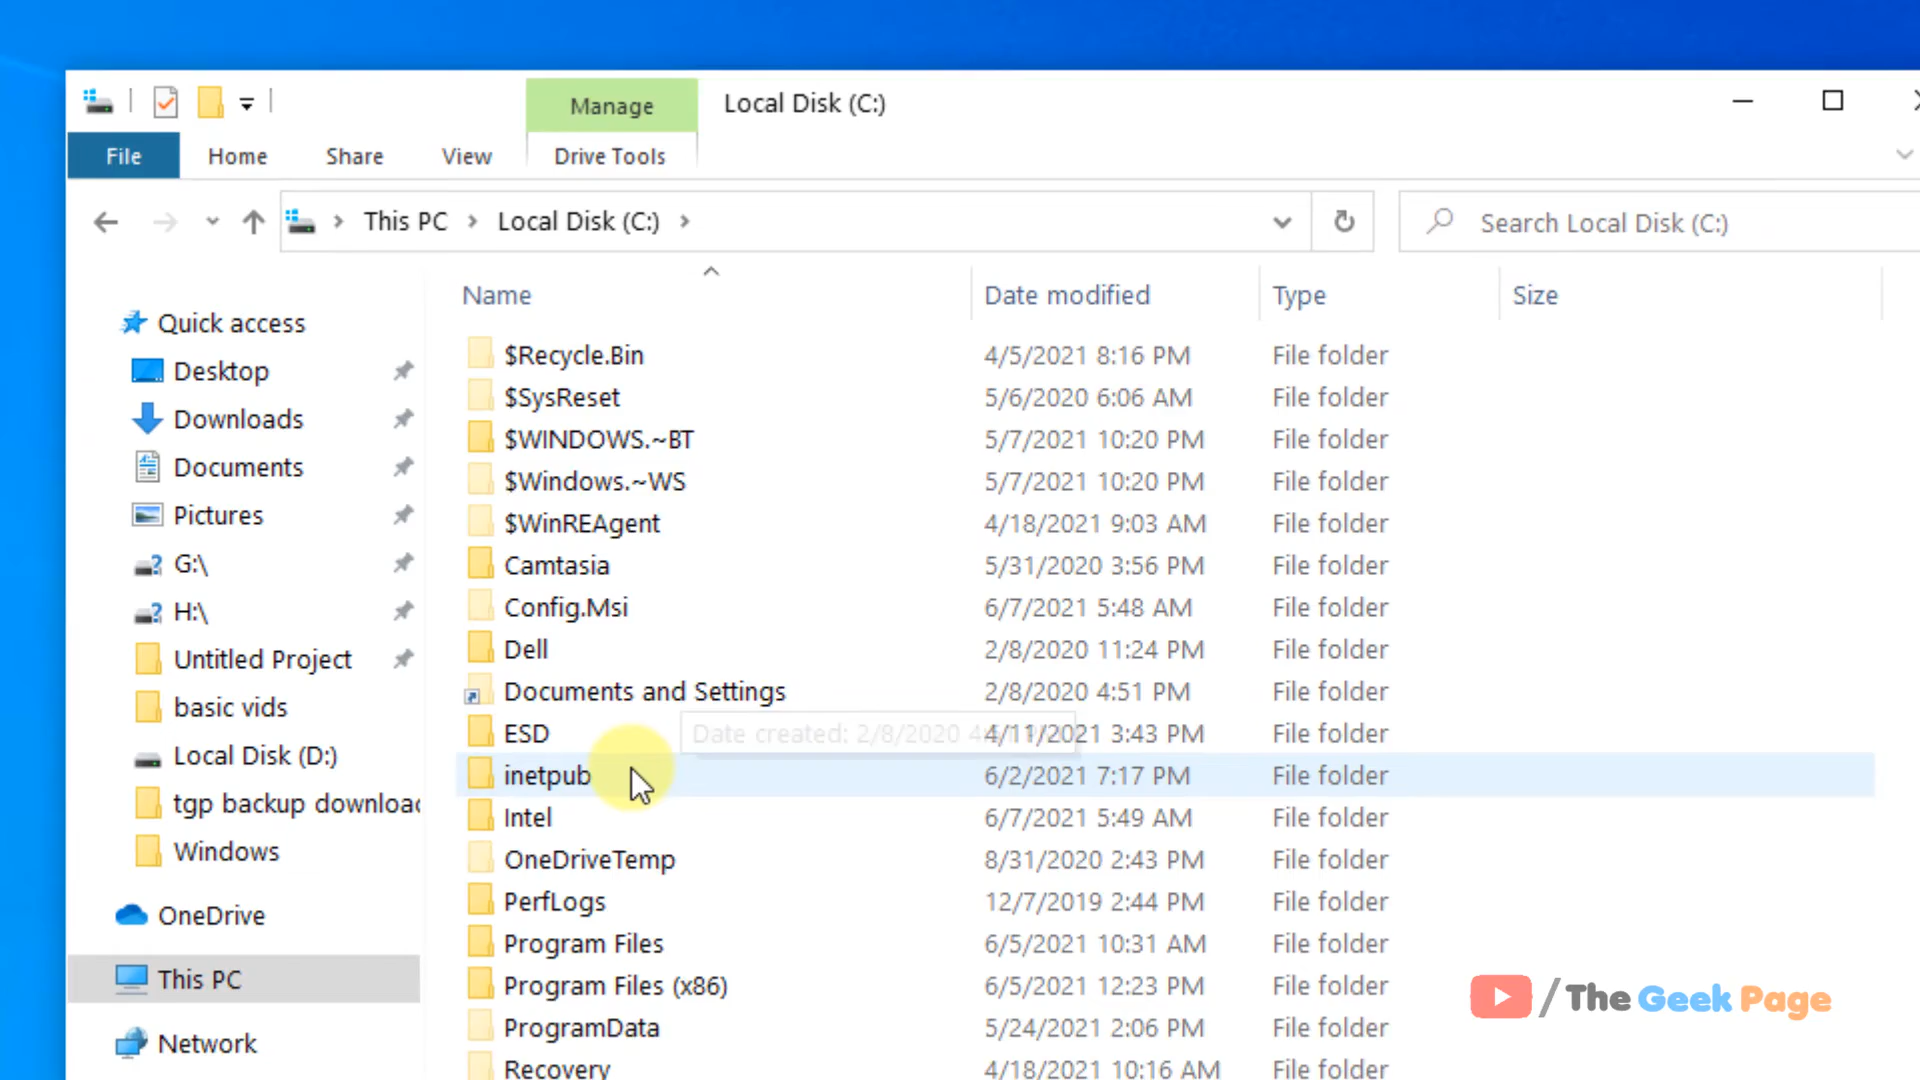 Manage
Local Disk (C:)
File
Home
Share
View
Drive Tools
This PC
Local Disk (C:)
Search Local Disk (C:)
Name
Date modified
Type
Size
Quick access
Desktop
Downloads
Documents
Pictures
G:\
H:\
Untitled Project
basic vids
Local Disk (D:)
tgp backup downloac
Windows
OneDrive
This PC
Network
$Recycle.Bin 4/5/2021 8:16 PM File folder
$SysReset 5/6/2020 6:06 AM File folder
$WINDOWS.~BT 5/7/2021 10:20 PM File folder
$Windows.~WS 5/7/2021 10:20 PM File folder
$WinREAgent 4/18/2021 9:03 AM File folder
Camtasia 5/31/2020 3:56 PM File folder
Config.Msi 6/7/2021 5:48 AM File folder
Dell 2/8/2020 11:24 PM File folder
Documents and Settings 2/8/2020 4:51 PM File folder
ESD 4/11/2021 3:43 PM File folder
Date created: 2/8/2020
inetpub 6/2/2021 7:17 PM File folder
Intel 6/7/2021 5:49 AM File folder
OneDriveTemp 8/31/2020 2:43 PM File folder
PerfLogs 12/7/2019 2:44 PM File folder
Program Files 6/5/2021 10:31 AM File folder
Program Files (x86) 6/5/2021 12:23 PM File folder
ProgramData 5/24/2021 2:06 PM File folder
Recovery 4/18/2021 10:16 AM File folder
/The Geek Page